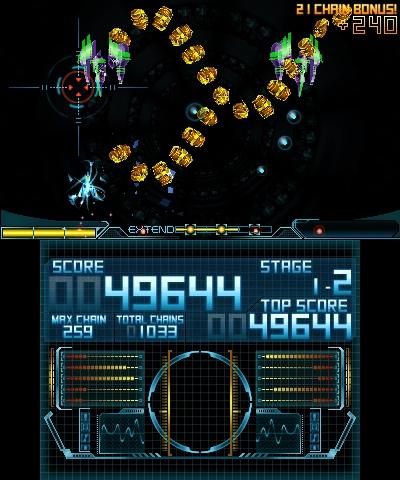 21 CHAIN BONUS!
+240
EXTEND
SCORE
0049644
STAGE
1-2
TOP SCORE
0049644
MAX CHAIN
259
TOTAL CHAINS
01033